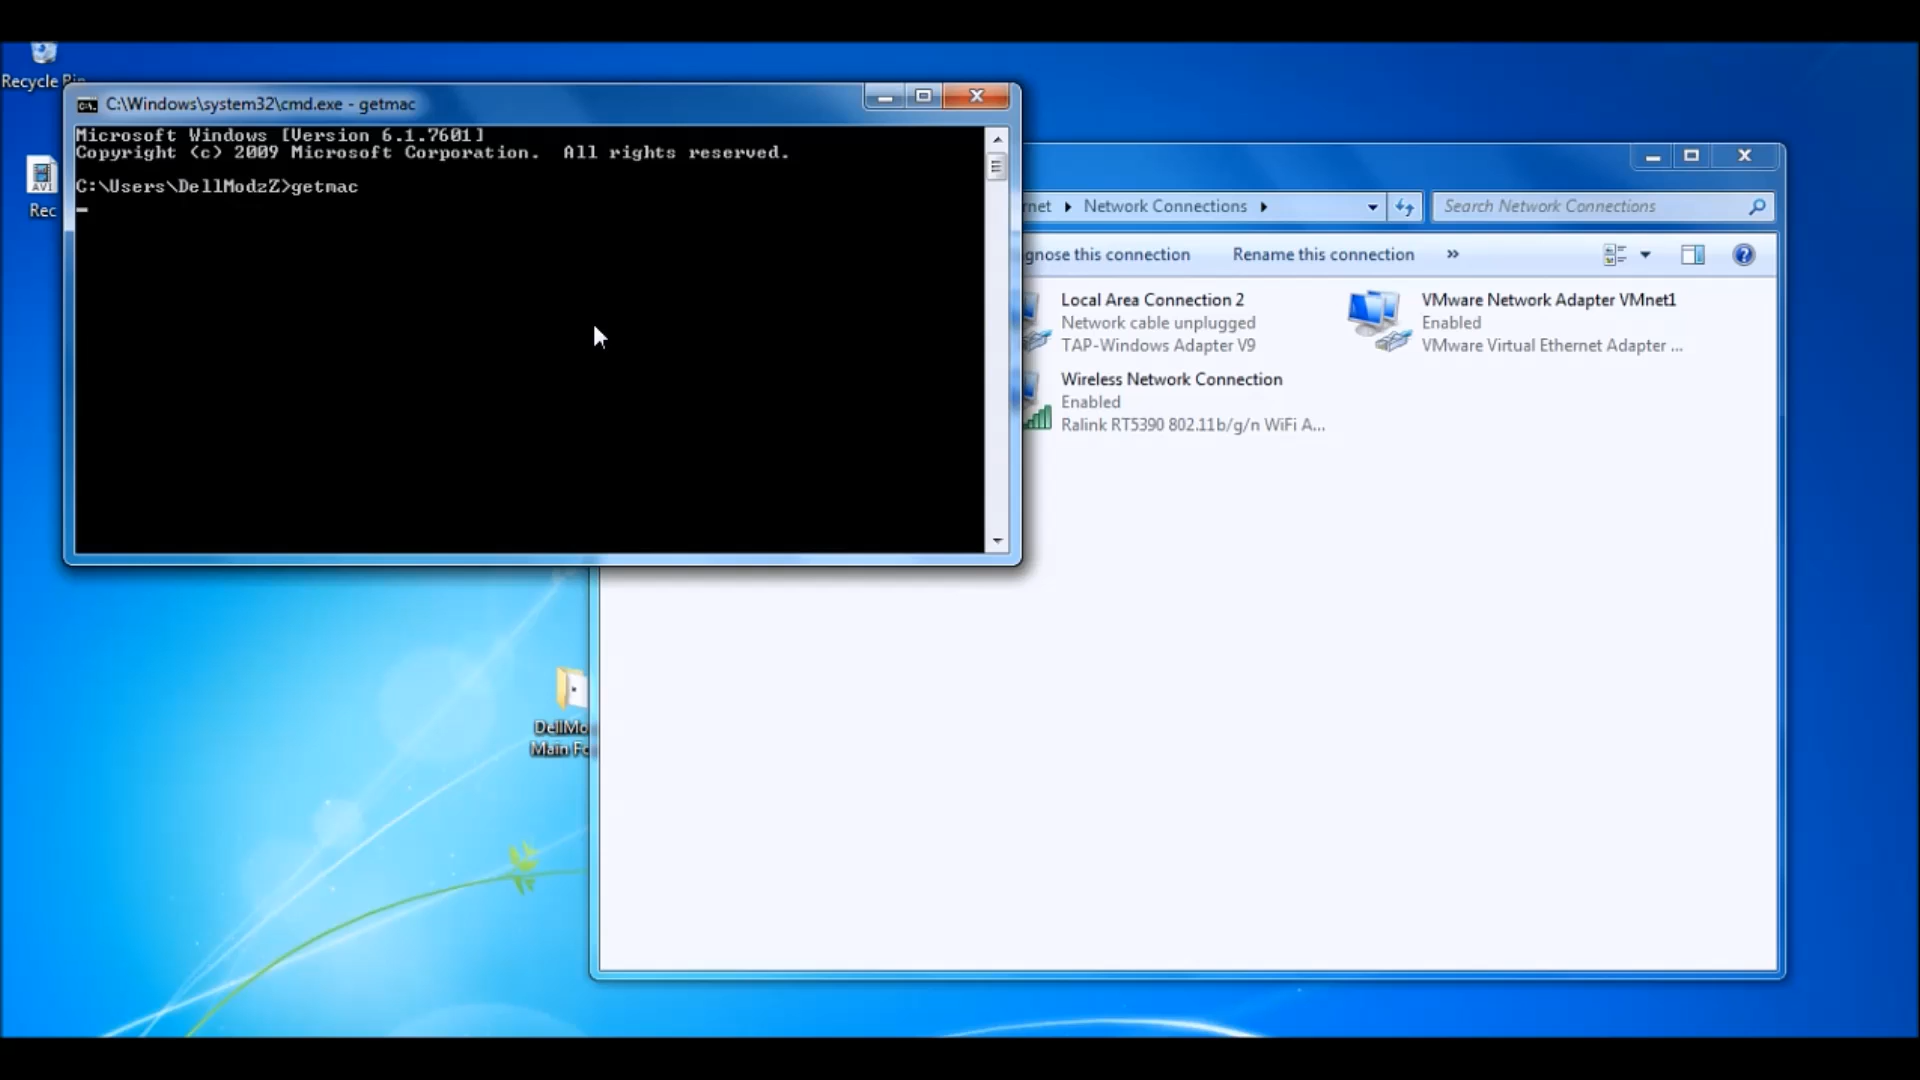 Recycle Bin
C:\Windows\system32\cmd.exe - getmac
Microsoft Windows [Version 6.1.7601]
Copyright (c) 2009 Microsoft Corporation.  All rights reserved.
C:\Users\DellModzZ>getmac
AVI
Rec
rnet
Network Connections
Search Network Connections
gnose this connection
Rename this connection
»
Local Area Connection 2
Network cable unplugged
TAP-Windows Adapter V9
VMware Network Adapter VMnet1
Enabled
VMware Virtual Ethernet Adapter ...
Wireless Network Connection
Enabled
Ralink RT5390 802.11b/g/n WiFi A...
DellMo
Main Fo